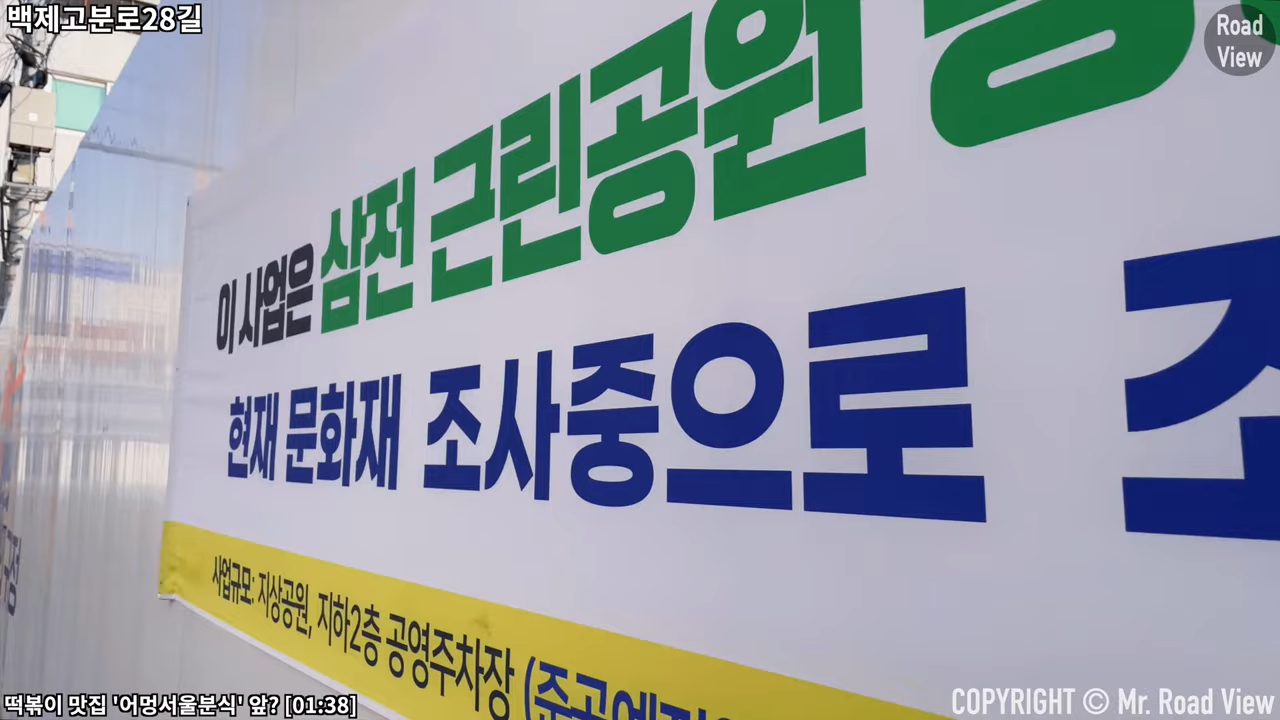 백제고분로28길
Road
View
이 사업은 삼전 근린공원
현재 문화재 조사중으로
사업규모: 지상공원, 지하2층 공영주차장
떡볶이 맛집 '어멍서울분식' 앞? [01:38]
COPYRIGHT © Mr. Road View